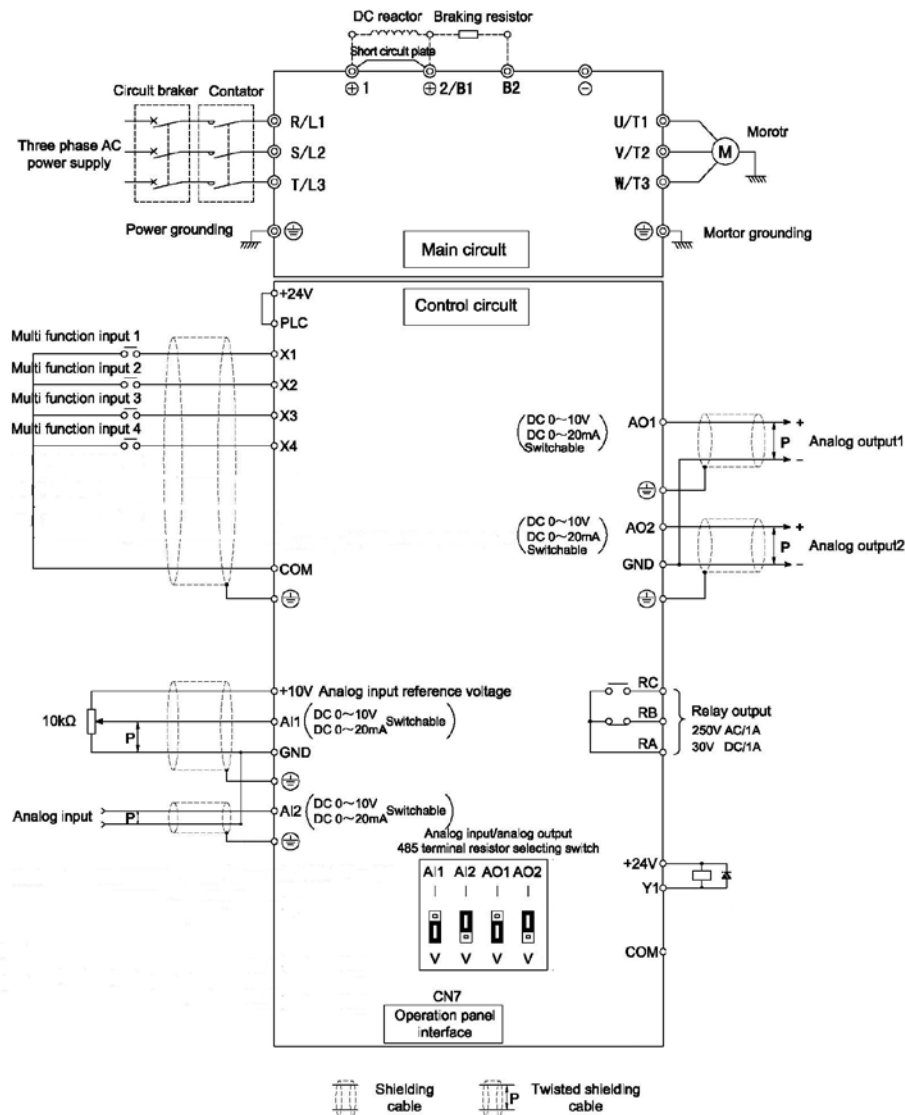 DC reactor
Braking resistor
Short circuit plate
⊕ 1
⊕ 2/B1
B2
⊖
Circuit braker
Contator
R/L1
S/L2
T/L3
Three phase AC
power supply
Power grounding
U/T1
V/T2
W/T3
M
Morotr
Mortor grounding
Main circuit
Control circuit
+24V
PLC
Multi function input 1
X1
Multi function input 2
X2
Multi function input 3
X3
Multi function input 4
X4
COM
(DC 0～10V
DC 0～20mA
Switchable)
AO1
+
P
Analog output1
−
(DC 0～10V
DC 0～20mA
Switchable)
AO2
+
P
Analog output2
GND
−
+10V Analog input reference voltage
10kΩ
AI1 (DC 0～10V
DC 0～20mA Switchable)
P
GND
Analog input
P
AI2 (DC 0～10V
DC 0～20mA Switchable)
RC
RB
RA
Relay output
250V AC/1A
30V DC/1A
Analog input/analog output
485 terminal resistor selecting switch
AI1 AI2 AO1 AO2
I I I I
V V V V
+24V
Y1
COM
CN7
Operation panel
interface
Shielding
cable
P
Twisted shielding
cable